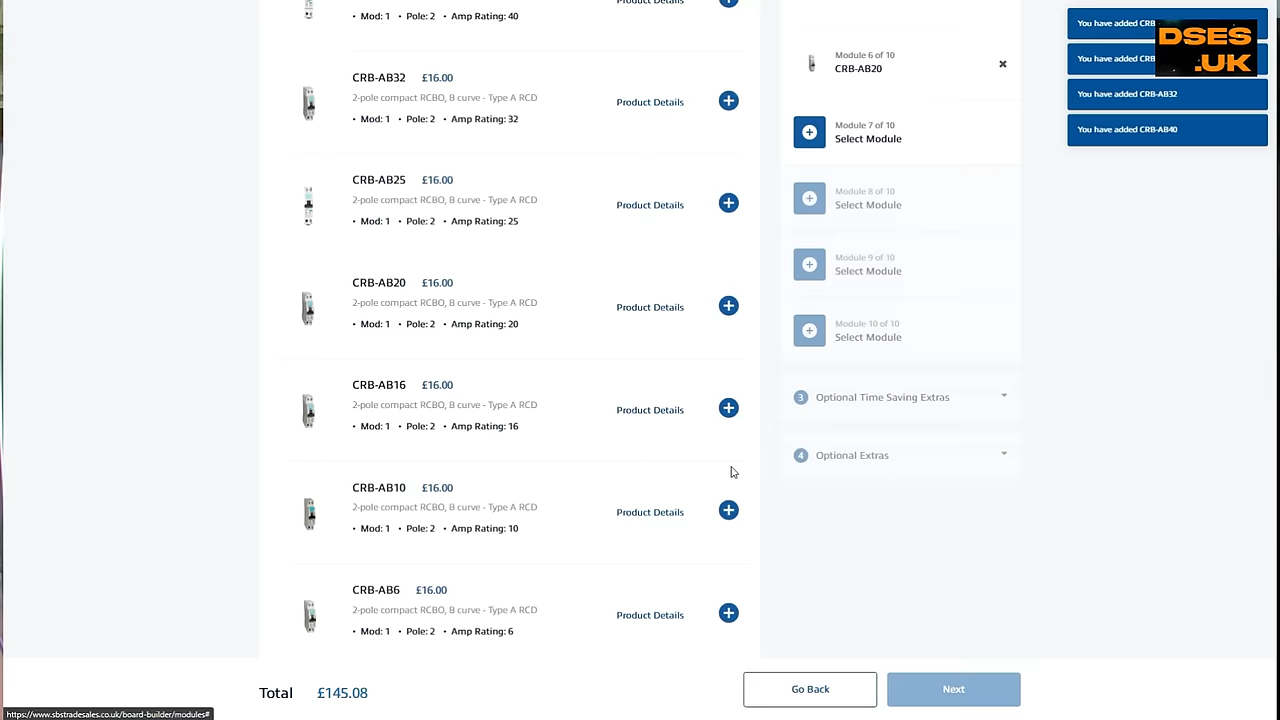 • Mod: 1 • Pole: 2 • Amp Rating: 40
CRB-AB32 £16.00
2-pole compact RCBO, B curve - Type A RCD
• Mod: 1 • Pole: 2 • Amp Rating: 32
Product Details
CRB-AB25 £16.00
2-pole compact RCBO, B curve - Type A RCD
• Mod: 1 • Pole: 2 • Amp Rating: 25
Product Details
CRB-AB20 £16.00
2-pole compact RCBO, B curve - Type A RCD
• Mod: 1 • Pole: 2 • Amp Rating: 20
Product Details
CRB-AB16 £16.00
2-pole compact RCBO, B curve - Type A RCD
• Mod: 1 • Pole: 2 • Amp Rating: 16
Product Details
CRB-AB10 £16.00
2-pole compact RCBO, B curve - Type A RCD
• Mod: 1 • Pole: 2 • Amp Rating: 10
Product Details
CRB-AB6 £16.00
2-pole compact RCBO, B curve - Type A RCD
• Mod: 1 • Pole: 2 • Amp Rating: 6
Product Details
Module 6 of 10
CRB-AB20
Module 7 of 10
Select Module
Module 8 of 10
Select Module
Module 9 of 10
Select Module
Module 10 of 10
Select Module
3 Optional Time Saving Extras
4 Optional Extras
You have added CRB
You have added CRB
You have added CRB-AB32
You have added CRB-AB40
DSES
.UK
Total £145.08
Go Back
Next
https://www.sbstradesales.co.uk/board-builder/modules#